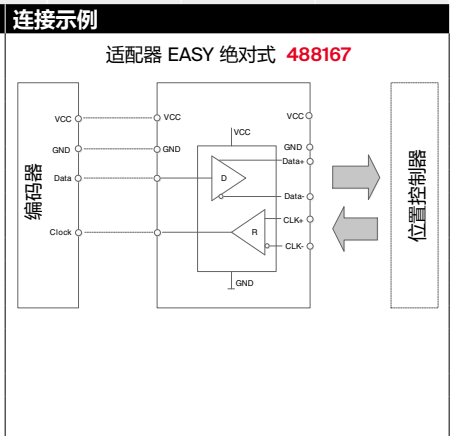 连接示例
适配器 EASY 绝对式 488167
编码器
VCC
GND
Data
Clock
VCC
GND
VCC
D
R
GND
VCC
GND
Data+
Data-
CLK+
CLK-
位置控制器